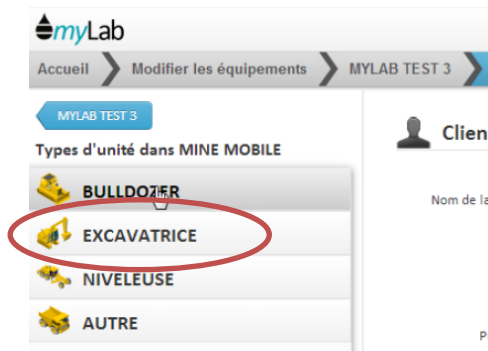 myLab
Accueil Modifier les équipements MYLAB TEST 3
MYLAB TEST 3
Types d'unité dans MINE MOBILE
Clien
Nom de la
BULLDOZER
EXCAVATRICE
NIVELEUSE
AUTRE